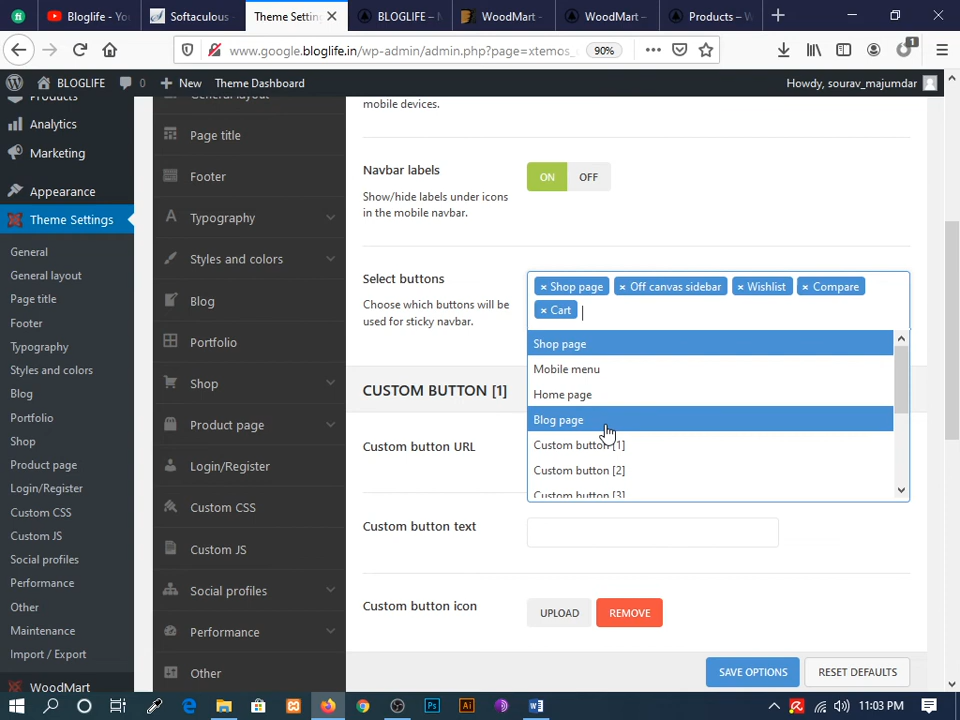 Bloglife - Yo
Softaculous
Theme Settin
BLOGLIFE –
WoodMart
WoodMart –
Products – W
www.google.bloglife.in/wp-admin/admin.php?page=xtemos_
90%
1
BLOGLIFE
0
New
Theme Dashboard
Howdy, sourav_majumdar
Products
Analytics
Marketing
Appearance
Theme Settings
General
General layout
Page title
Footer
Typography
Styles and colors
Blog
Portfolio
Shop
Product page
Login/Register
Custom CSS
Custom JS
Social profiles
Performance
Other
Maintenance
Import / Export
WoodMart
General layout
Page title
Footer
Typography
Styles and colors
Blog
Portfolio
Shop
Product page
Login/Register
Custom CSS
Custom JS
Social profiles
Performance
Other
mobile devices.
Navbar labels
Show/hide labels under icons
in the mobile navbar.
ON OFF
Select buttons
Choose which buttons will be
used for sticky navbar.
× Shop page × Off canvas sidebar × Wishlist × Compare
× Cart
Shop page
Mobile menu
Home page
Blog page
Custom button [1]
Custom button [2]
Custom button [3]
CUSTOM BUTTON [1]
Custom button URL
Custom button text
Custom button icon
UPLOAD REMOVE
SAVE OPTIONS RESET DEFAULTS
11:03 PM